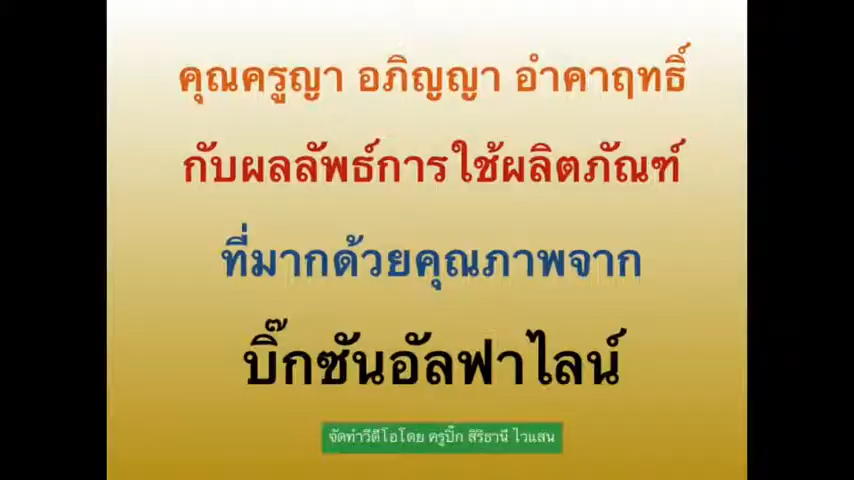 คุณครูญา อภิญญา อำคาฤทธิ์
กับผลลัพธ์การใช้ผลิตภัณฑ์
ที่มากด้วยคุณภาพจาก
บิ๊กซันอัลฟาไลน์
จัดทำวีดีโอโดย ครูปิ๊ก สิริธานี ไวแสน